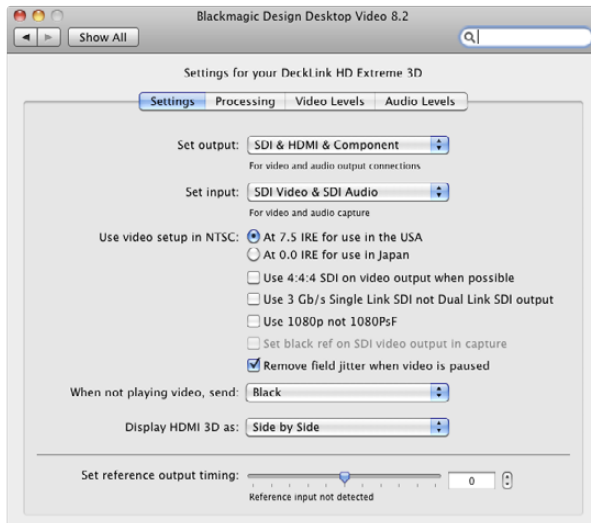 Blackmagic Design Desktop Video 8.2
Show All
Settings for your DeckLink HD Extreme 3D
Settings Processing Video Levels Audio Levels
Set output: SDI & HDMI & Component
For video and audio output connections
Set input: SDI Video & SDI Audio
For video and audio capture
Use video setup in NTSC: At 7.5 IRE for use in the USA
At 0.0 IRE for use in Japan
Use 4:4:4 SDI on video output when possible
Use 3 Gb/s Single Link SDI not Dual Link SDI output
Use 1080p not 1080PsF
Set black ref on SDI video output in capture
Remove field jitter when video is paused
When not playing video, send: Black
Display HDMI 3D as: Side by Side
Set reference output timing: 0
Reference input not detected